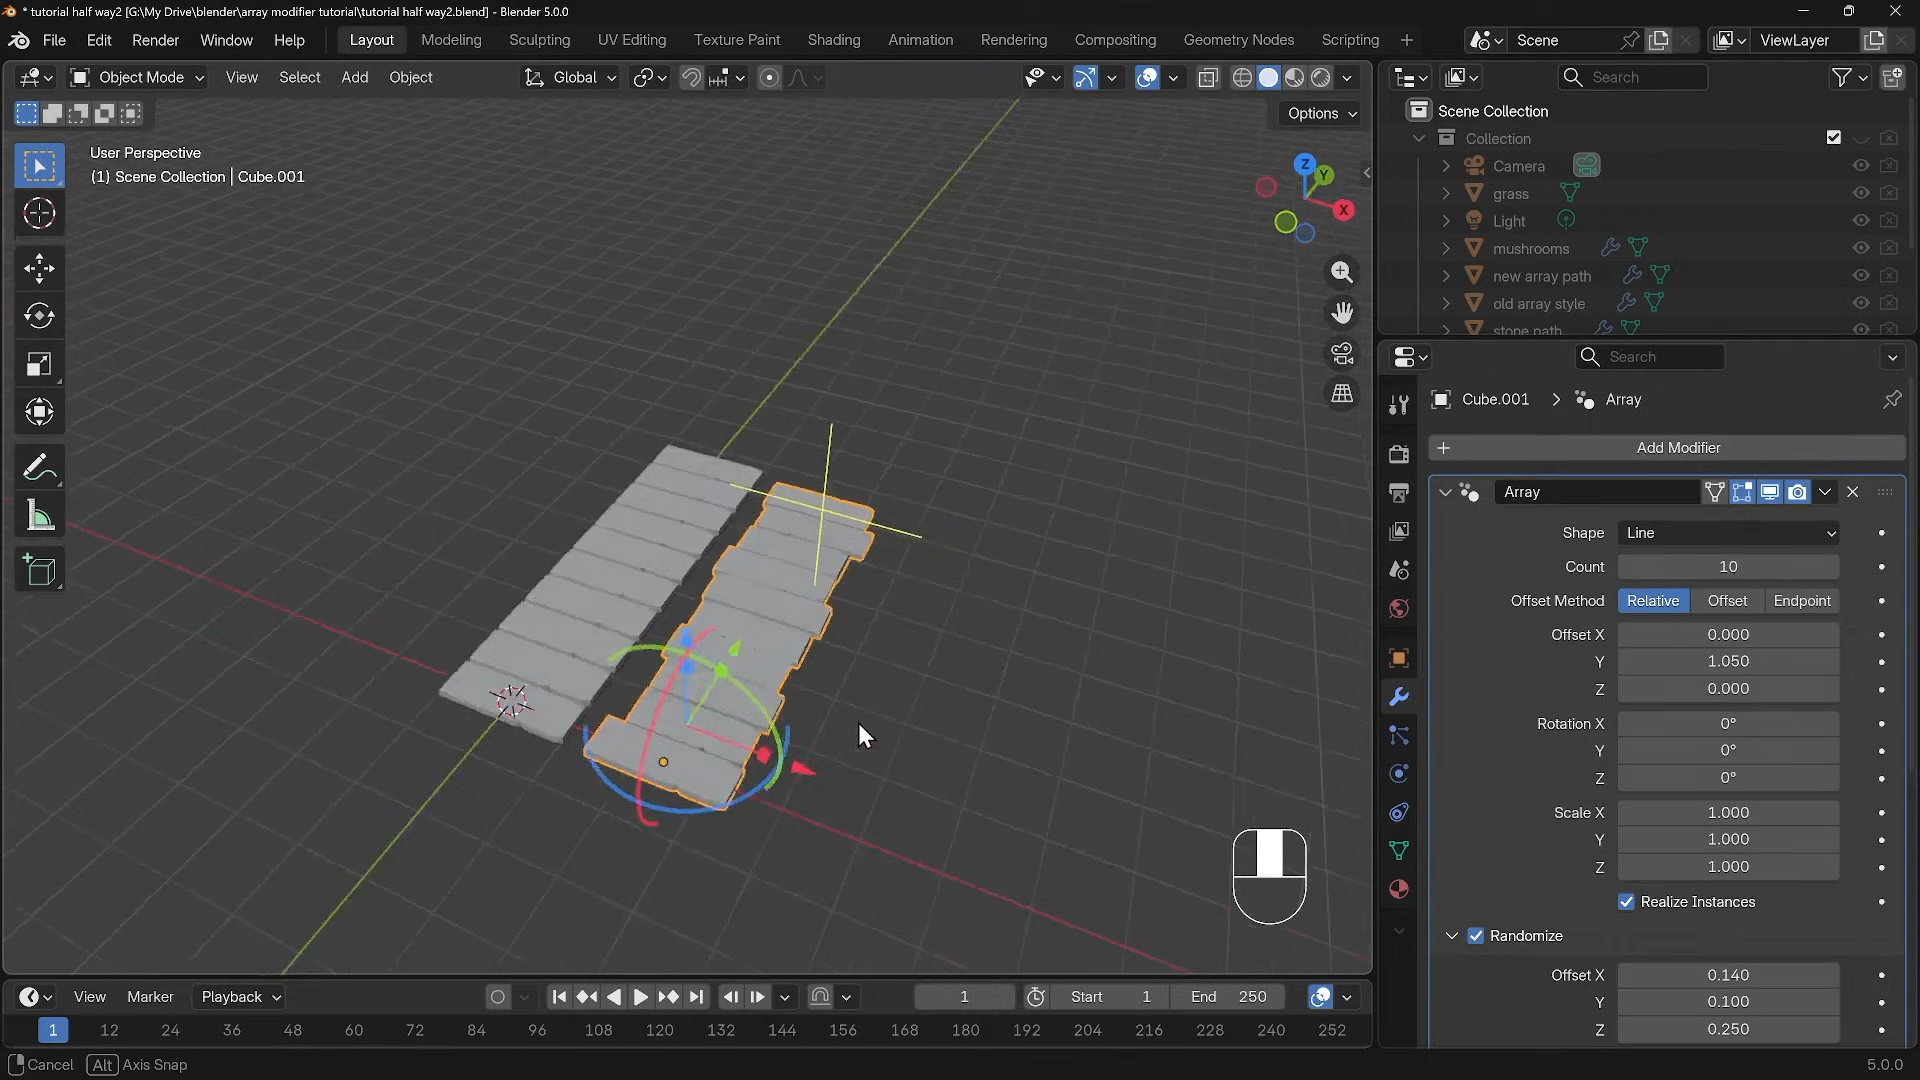 * tutorial half way2 [G:\My Drive\blender\array modifier tutorial\tutorial half way2.blend] - Blender 5.0.0
File Edit Render Window Help Layout Modeling Sculpting UV Editing Texture Paint Shading Animation Rendering Compositing Geometry Nodes Scripting + Scene ViewLayer
Object Mode View Select Add Object Global Search
Options
User Perspective
(1) Scene Collection | Cube.001
Z
Y
X
Scene Collection
Collection
Camera
grass
Light
mushrooms
new array path
old array style
stone path
Search
Cube.001 > Array
+ Add Modifier
Array
Shape Line
Count 10
Offset Method Relative Offset Endpoint
Offset X 0.000
Y 1.050
Z 0.000
Rotation X 0°
Y 0°
Z 0°
Scale X 1.000
Y 1.000
Z 1.000
Realize Instances
Randomize
Offset X 0.140
Y 0.100
Z 0.250
View Marker Playback 1 Start 1 End 250
1 12 24 36 48 60 72 84 96 108 120 132 144 156 168 180 192 204 216 228 240 252
Cancel Alt Axis Snap 5.0.0